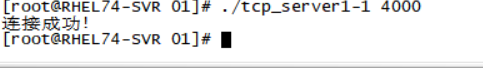 [root@RHEL74-SVR 01]# ./tcp_server1-1 4000
连接成功!
[root@RHEL74-SVR 01]#